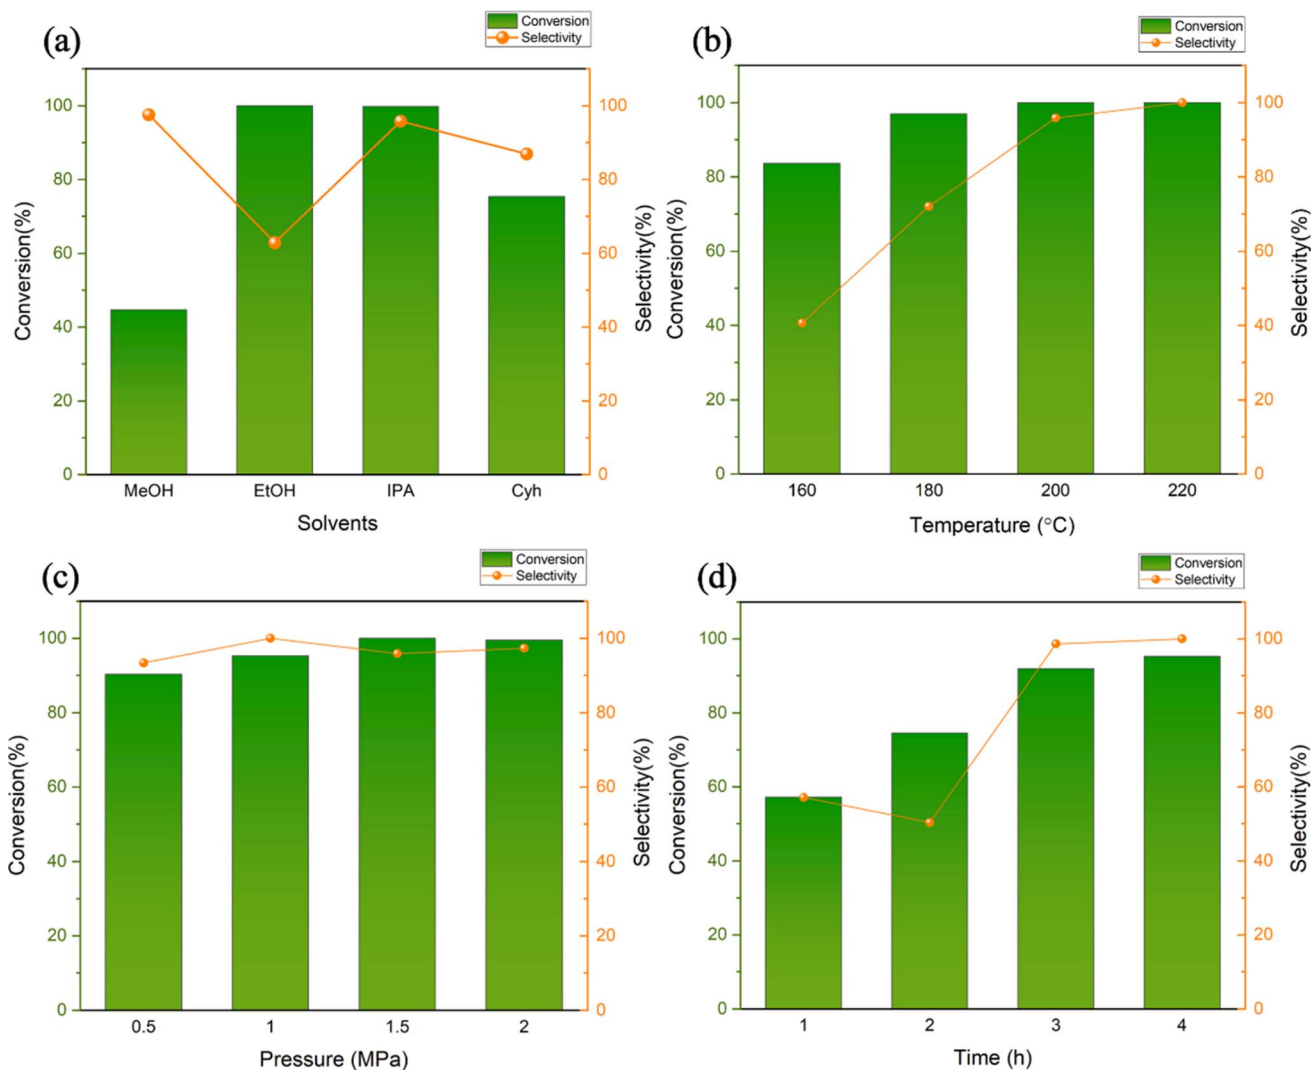 (a)
Conversion
Selectivity
Conversion(%)
100
80
60
40
20
0
100
80
60
40
20
0
Selectivity(%)
MeOH EtOH IPA Cyh
Solvents
(b)
Conversion
Selectivity
Conversion(%)
100
80
60
40
20
0
100
80
60
40
20
0
Selectivity(%)
160 180 200 220
Temperature (°C)
(c)
Conversion
Selectivity
Conversion(%)
100
80
60
40
20
0
100
80
60
40
20
0
Selectivity(%)
0.5 1 1.5 2
Pressure (MPa)
(d)
Conversion
Selectivity
Conversion(%)
100
80
60
40
20
0
100
80
60
40
20
0
Selectivity(%)
1 2 3 4
Time (h)